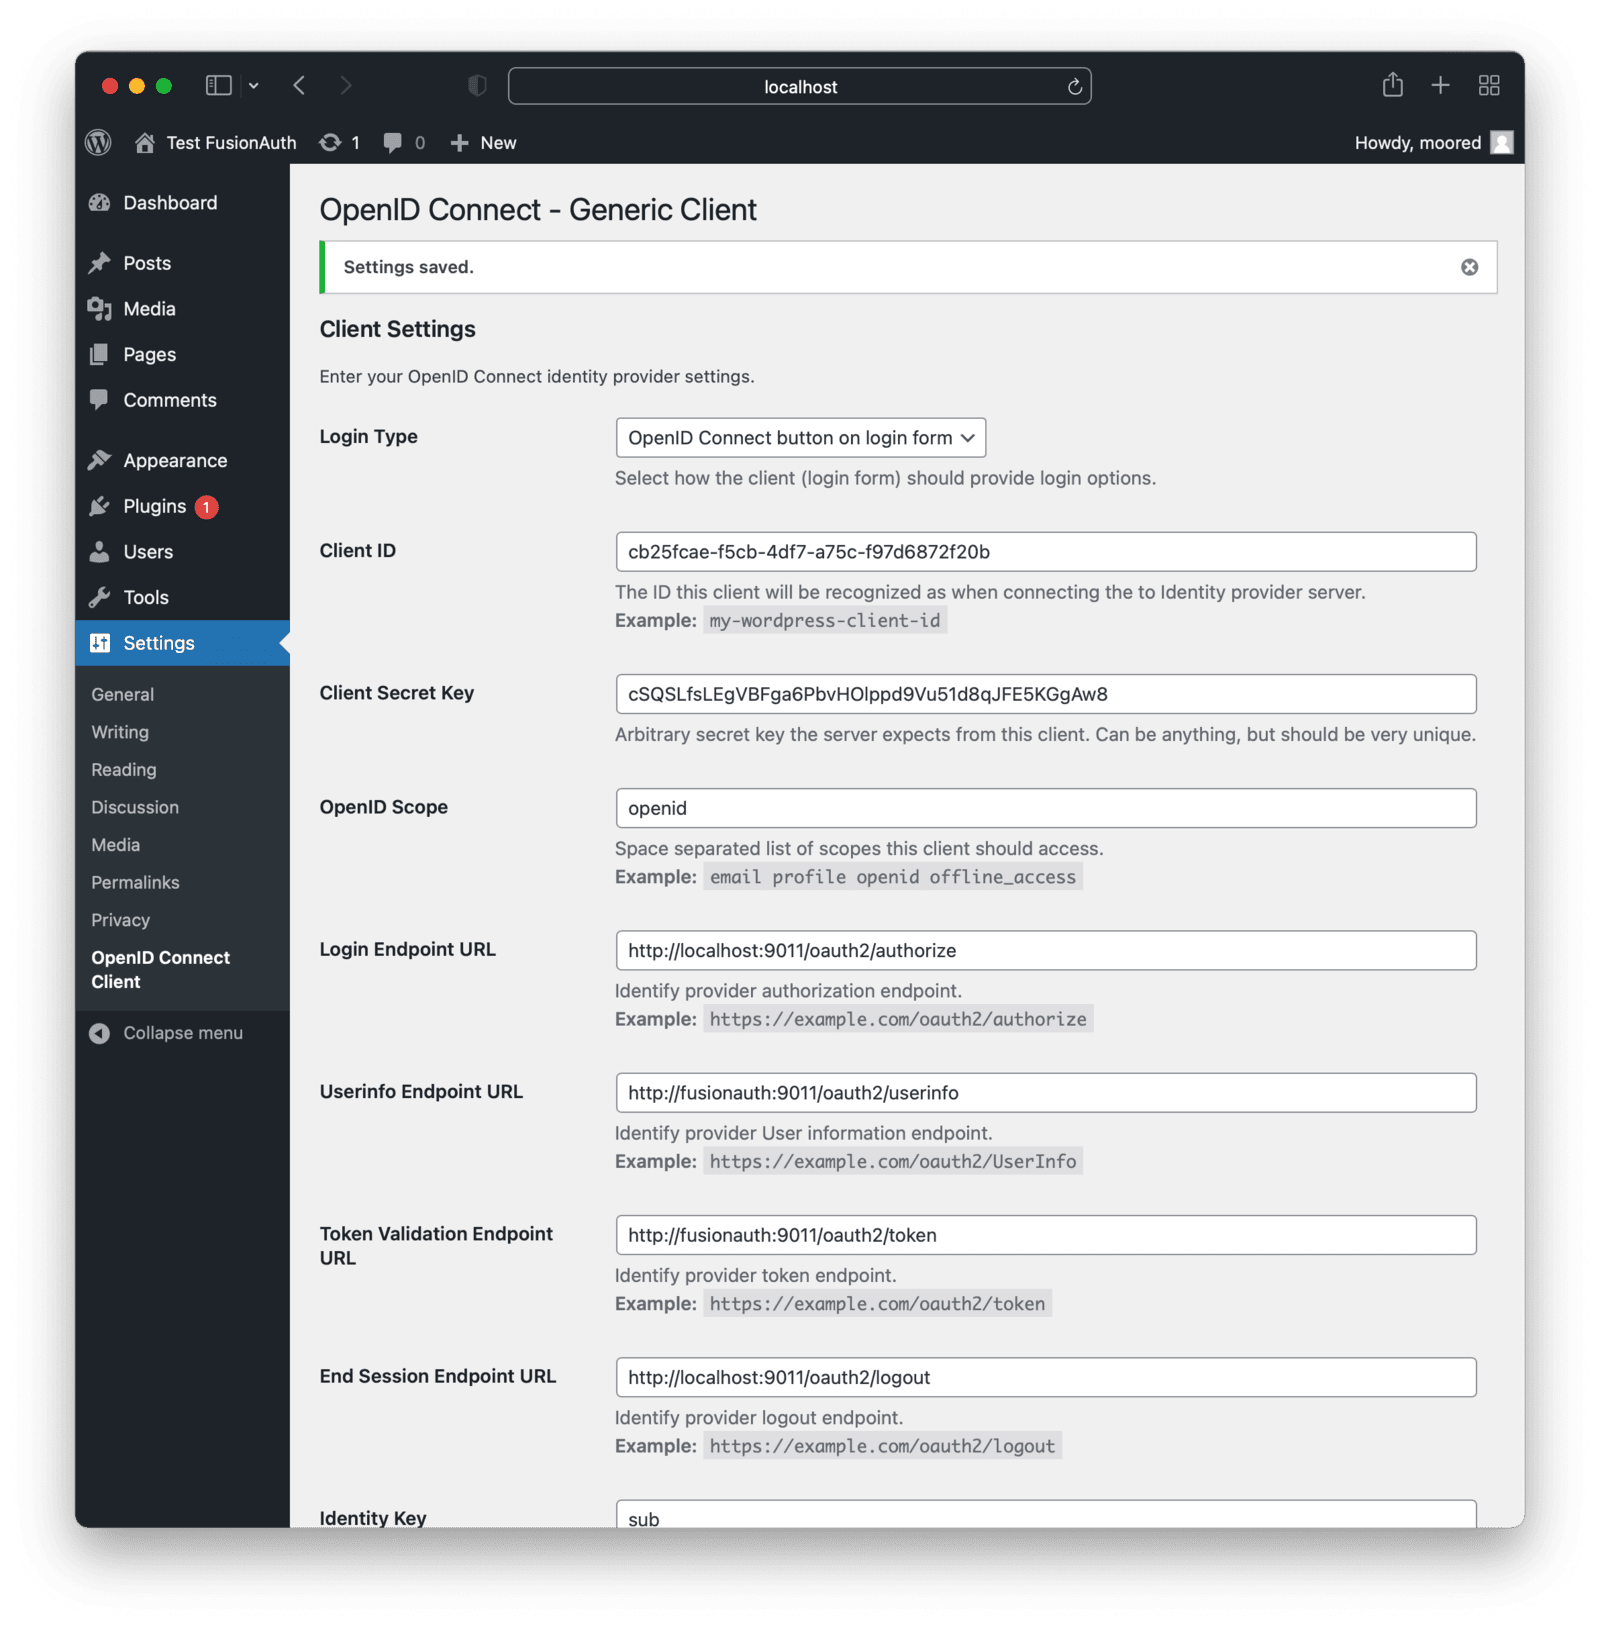 localhost
Test FusionAuth 1 0 New Howdy, moored
Dashboard
Posts
Media
Pages
Comments
Appearance
Plugins 1
Users
Tools
Settings
General
Writing
Reading
Discussion
Media
Permalinks
Privacy
OpenID Connect
Client
Collapse menu
OpenID Connect - Generic Client
Settings saved.
Client Settings
Enter your OpenID Connect identity provider settings.
Login Type
OpenID Connect button on login form
Select how the client (login form) should provide login options.
Client ID
cb25fcae-f5cb-4df7-a75c-f97d6872f20b
The ID this client will be recognized as when connecting the to Identity provider server.
Example: my-wordpress-client-id
Client Secret Key
cSQSLfsLEgVBFga6PbvHOlppd9Vu51d8qJFE5KGgAw8
Arbitrary secret key the server expects from this client. Can be anything, but should be very unique.
OpenID Scope
openid
Space separated list of scopes this client should access.
Example: email profile openid offline_access
Login Endpoint URL
http://localhost:9011/oauth2/authorize
Identify provider authorization endpoint.
Example: https://example.com/oauth2/authorize
Userinfo Endpoint URL
http://fusionauth:9011/oauth2/userinfo
Identify provider User information endpoint.
Example: https://example.com/oauth2/UserInfo
Token Validation Endpoint
URL
http://fusionauth:9011/oauth2/token
Identify provider token endpoint.
Example: https://example.com/oauth2/token
End Session Endpoint URL
http://localhost:9011/oauth2/logout
Identify provider logout endpoint.
Example: https://example.com/oauth2/logout
Identity Key
sub